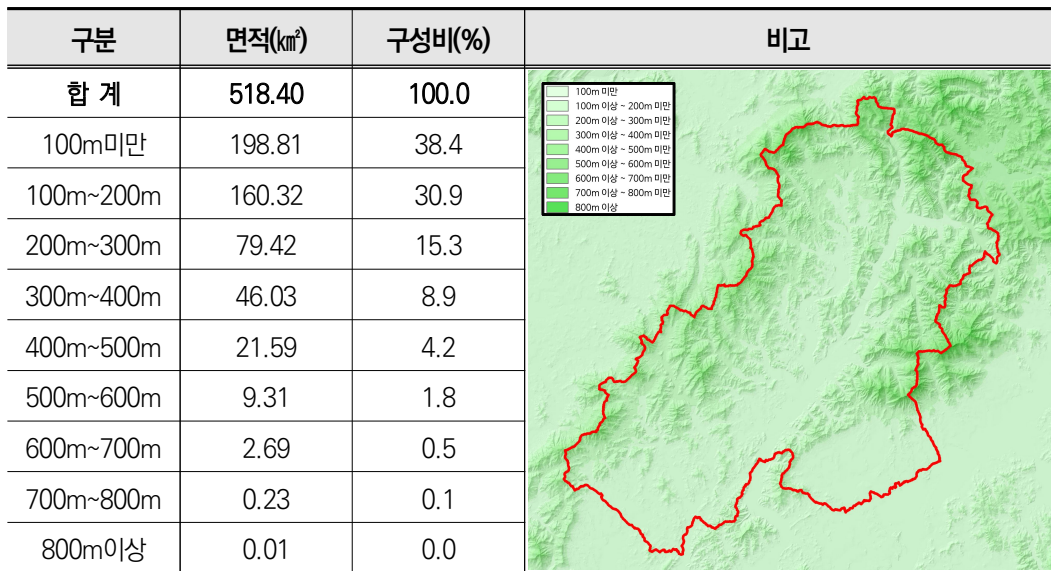 구분 면적(㎢) 구성비(%) 비고
합 계 518.40 100.0
100m미만 198.81 38.4
100m~200m 160.32 30.9
200m~300m 79.42 15.3
300m~400m 46.03 8.9
400m~500m 21.59 4.2
500m~600m 9.31 1.8
600m~700m 2.69 0.5
700m~800m 0.23 0.1
800m이상 0.01 0.0
100m 미만
100m 이상 ~ 200m 미만
200m 이상 ~ 300m 미만
300m 이상 ~ 400m 미만
400m 이상 ~ 500m 미만
500m 이상 ~ 600m 미만
600m 이상 ~ 700m 미만
700m 이상 ~ 800m 미만
800m 이상